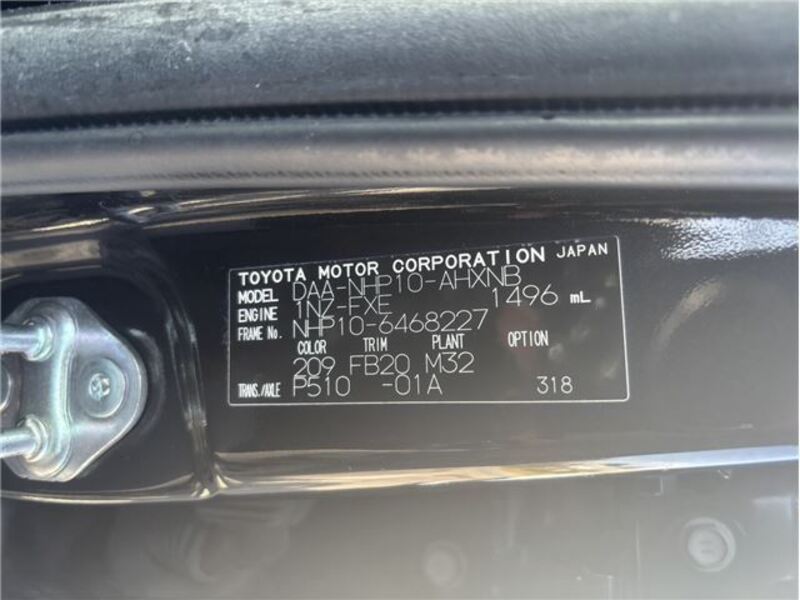 TOYOTA MOTOR CORPORATION JAPAN
MODEL DAA-NHP10-AHXNB
ENGINE 1NZ-FXE 1496 mL
FRAME No. NHP10-6468227
COLOR TRIM PLANT OPTION
209 FB20 M32
TRANS./AXLE P510 -01A 318